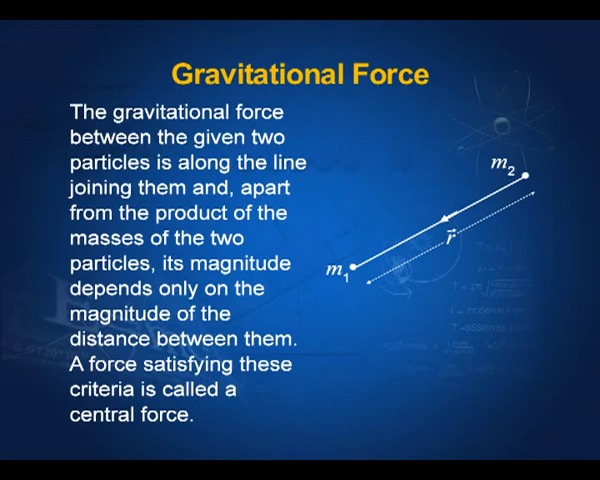 Gravitational Force
The gravitational force
between the given two
particles is along the line
joining them and, apart
from the product of the
masses of the two
particles, its magnitude
depends only on the
magnitude of the
distance between them.
A force satisfying these
criteria is called a
central force.
m₂
r⃗
m₁